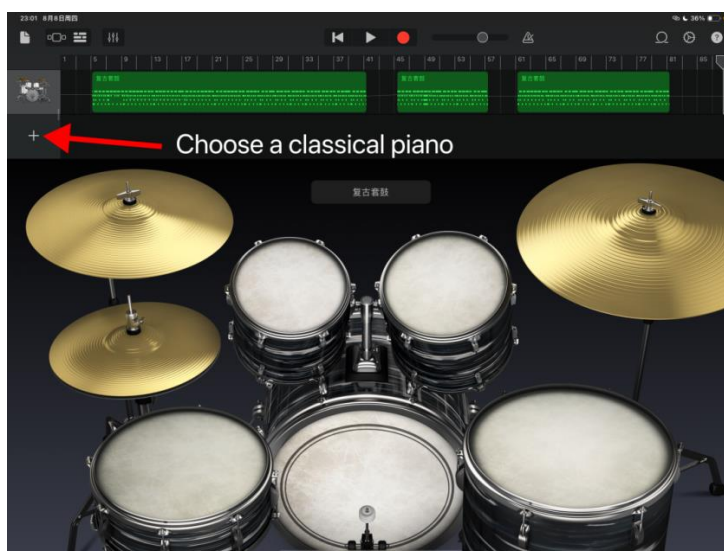 23:01 8月8日周四
36%
1 5 9 13 17 21 25 29 33 37 41 45 49 53 57 61 65 69 73 77 81 85
复古套鼓 复古套鼓 复古套鼓
Choose a classical piano
复古套鼓